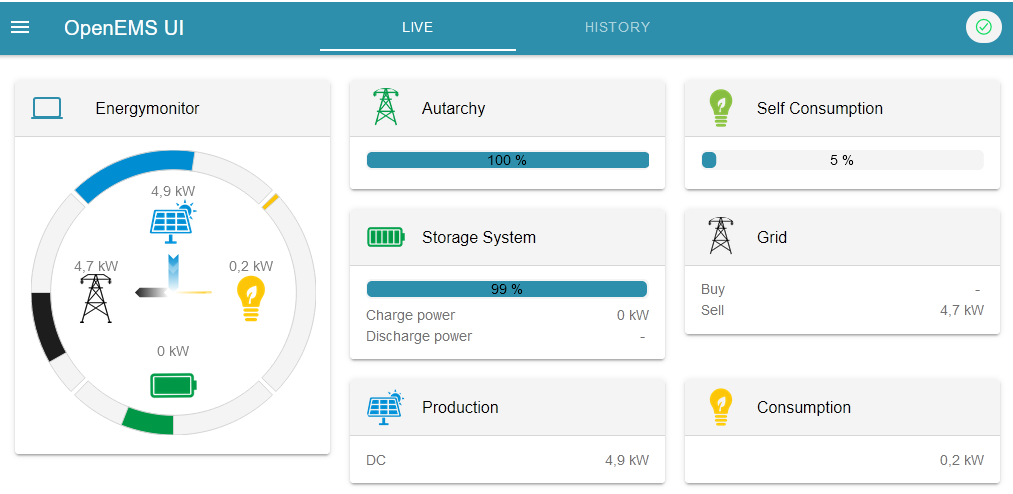 OpenEMS UI
LIVE
HISTORY
Energymonitor
4,9 kW
4,7 kW
0,2 kW
0 kW
Autarchy
100 %
Self Consumption
5 %
Storage System
99 %
Charge power 0 kW
Discharge power -
Grid
Buy -
Sell 4,7 kW
Production
DC 4,9 kW
Consumption
0,2 kW